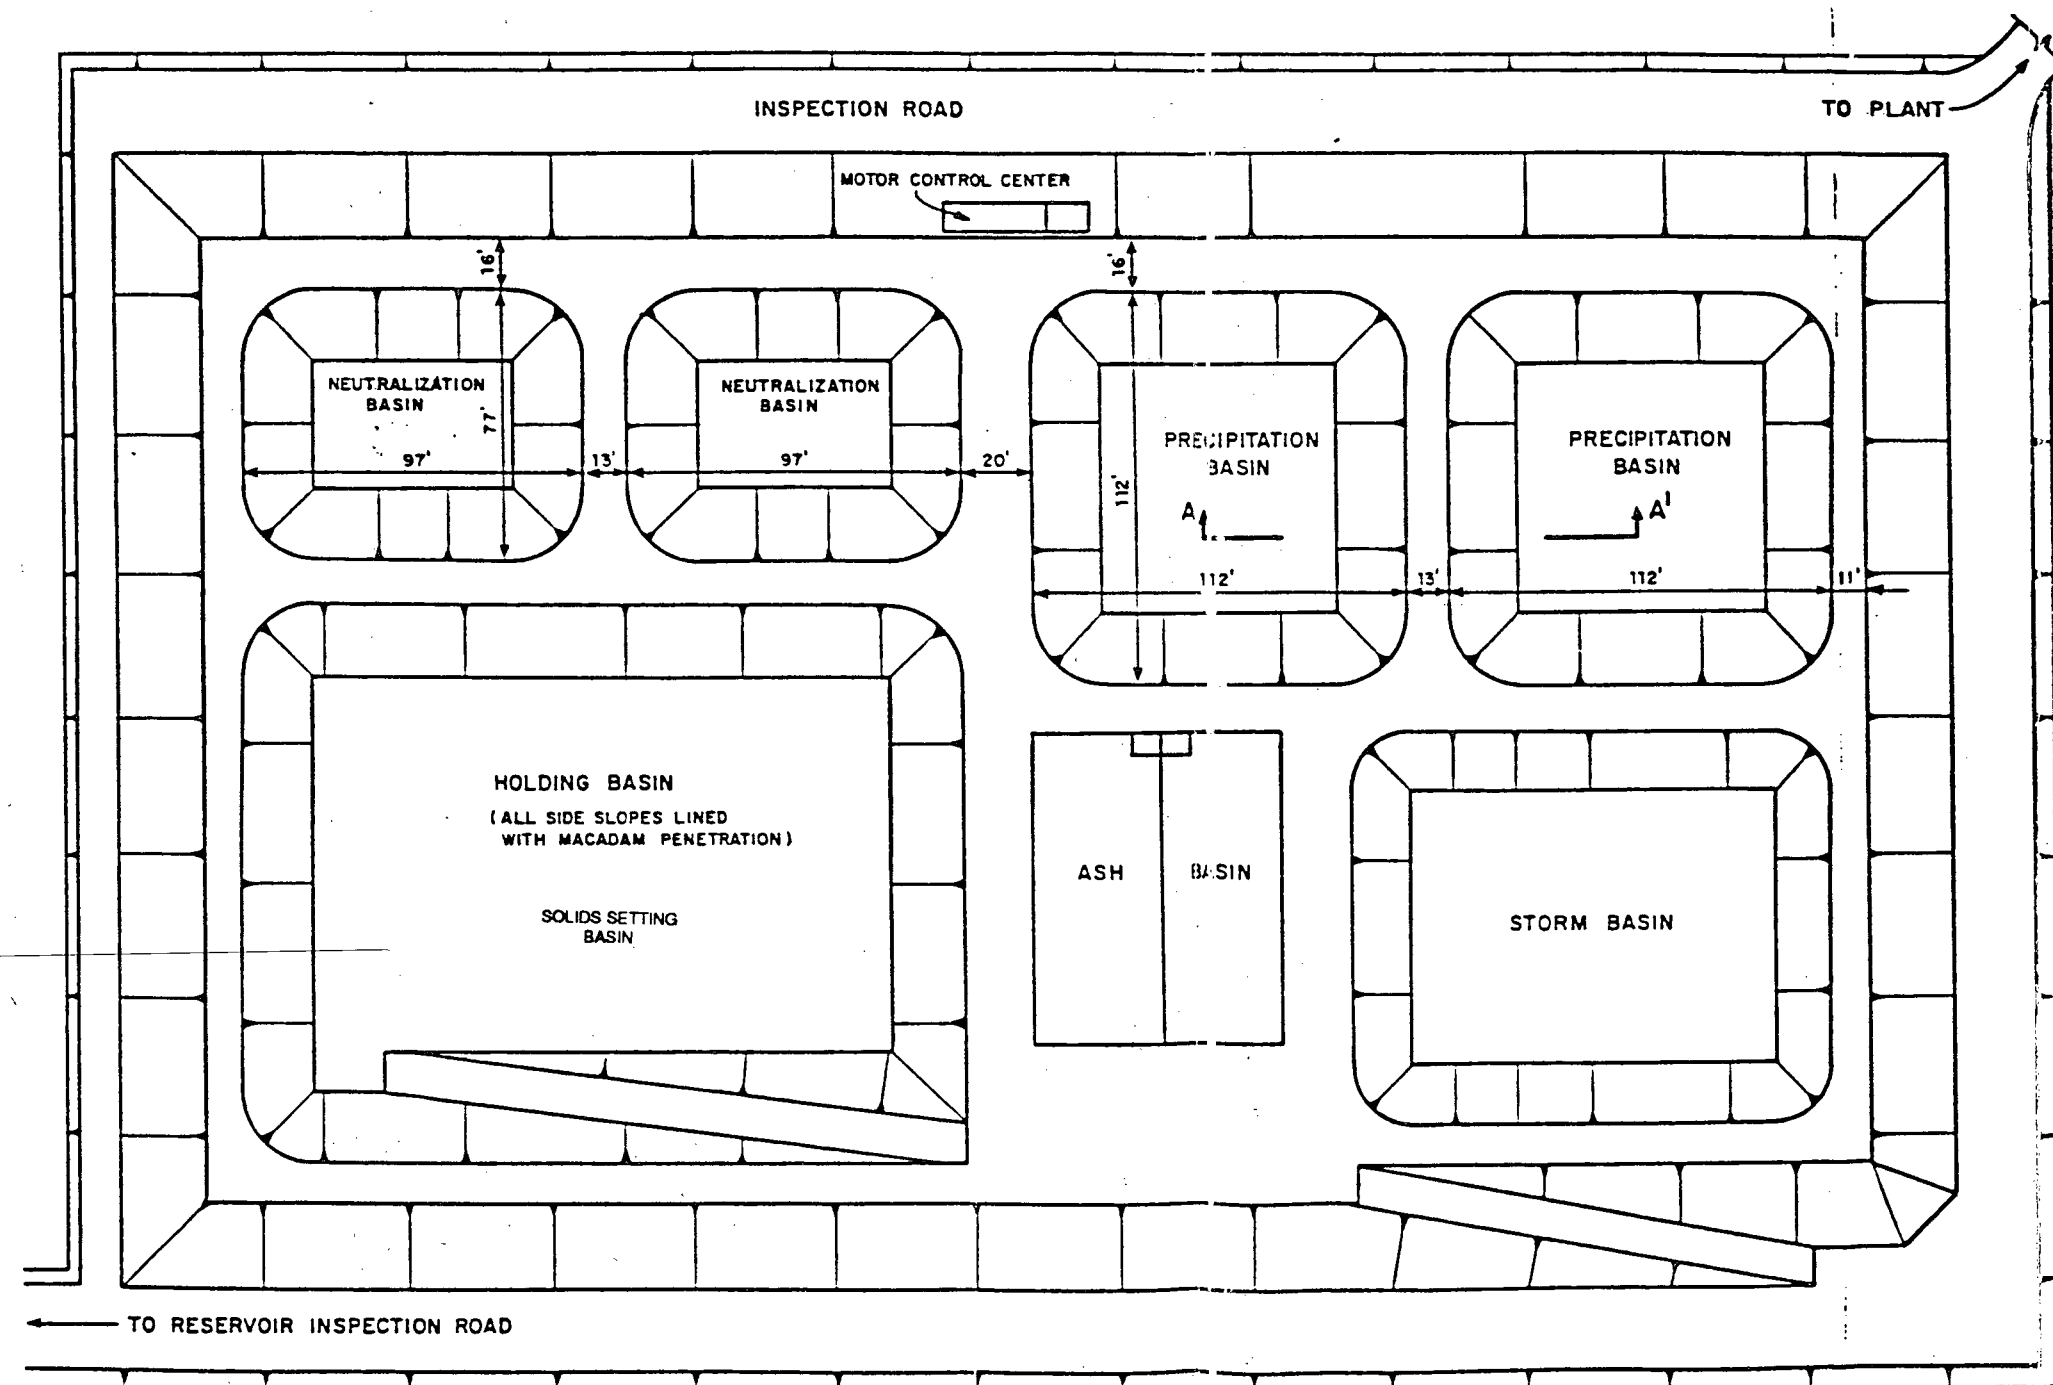 INSPECTION ROAD
TO PLANT
MOTOR CONTROL CENTER
16'
16'
NEUTRALIZATION
BASIN
77'
97'
13'
NEUTRALIZATION
BASIN
97'
20'
PRECIPITATION
BASIN
112'
A
112'
13'
PRECIPITATION
BASIN
A'
112'
11'
HOLDING BASIN
(ALL SIDE SLOPES LINED
WITH MACADAM PENETRATION)
SOLIDS SETTING
BASIN
ASH BASIN
STORM BASIN
TO RESERVOIR INSPECTION ROAD